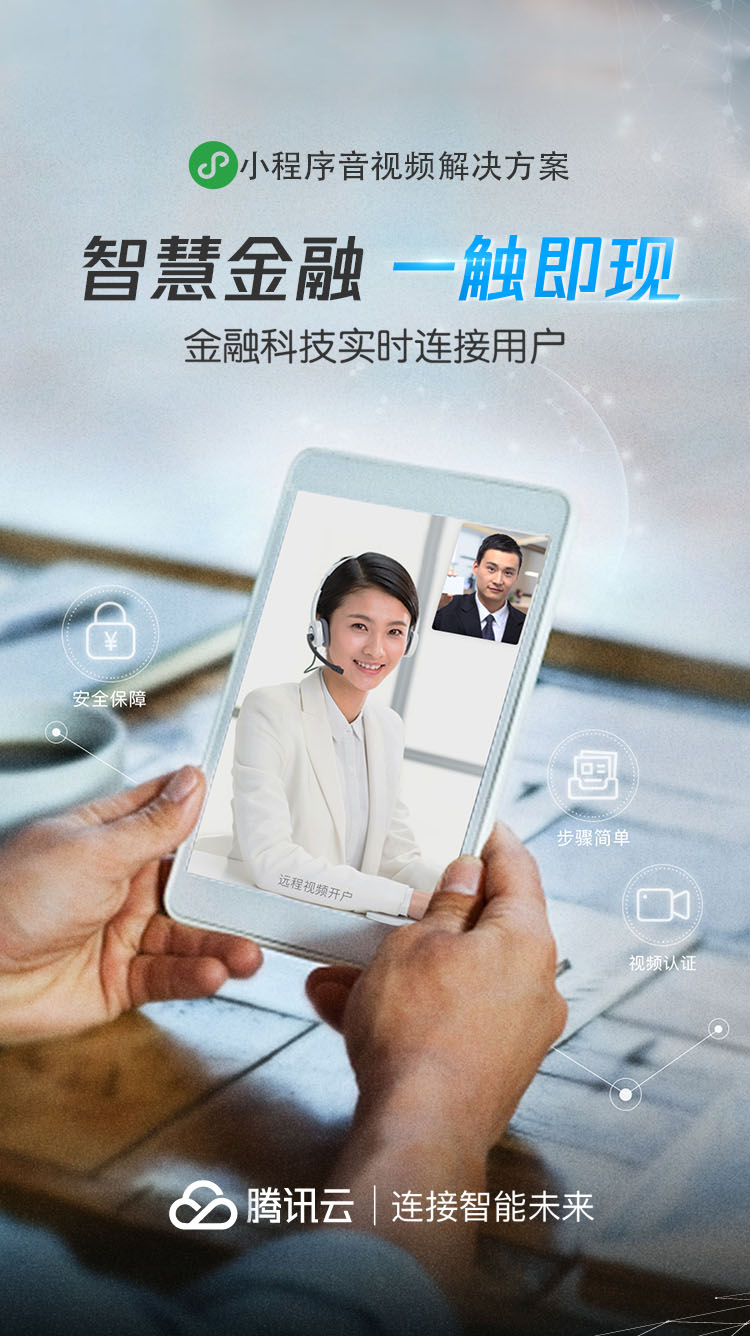 小程序音视频解决方案
智慧金融 一触即现
金融科技实时连接用户
¥
安全保障
步骤简单
视频认证
远程视频开户
腾讯云 | 连接智能未来